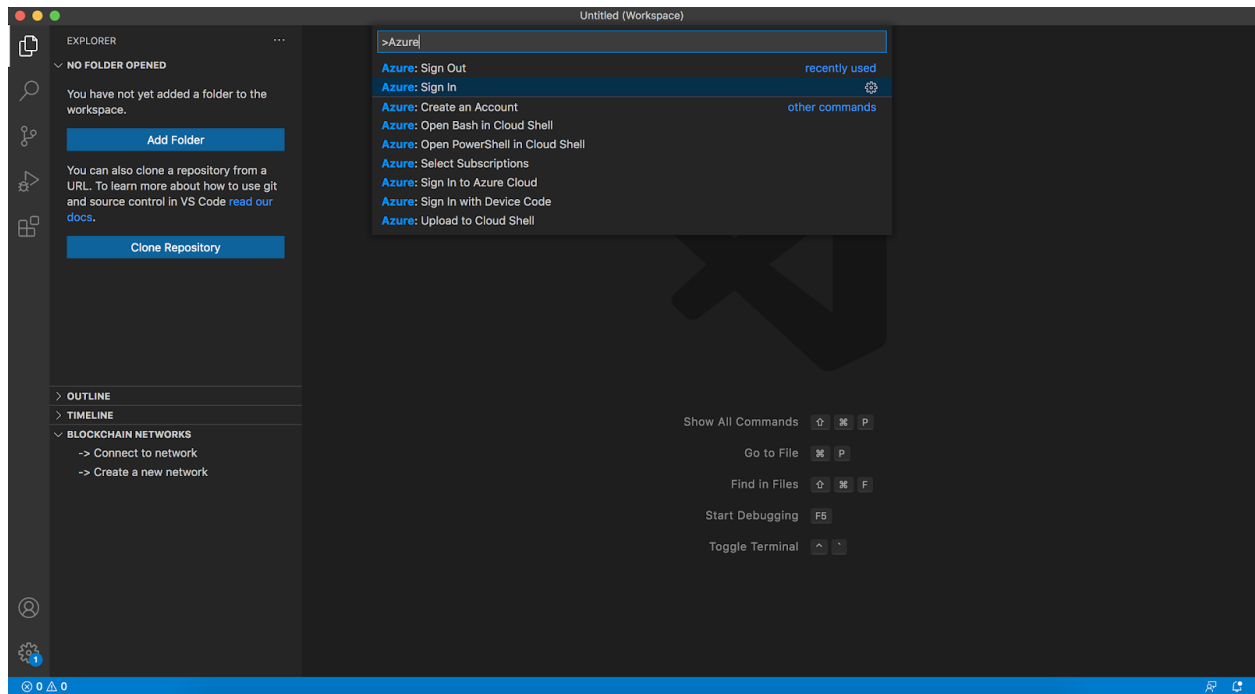 Untitled (Workspace)
EXPLORER
NO FOLDER OPENED
You have not yet added a folder to the
workspace.
Add Folder
You can also clone a repository from a
URL. To learn more about how to use git
and source control in VS Code read our
docs.
Clone Repository
OUTLINE
TIMELINE
BLOCKCHAIN NETWORKS
-> Connect to network
-> Create a new network
>Azure
Azure: Sign Out recently used
Azure: Sign In
Azure: Create an Account other commands
Azure: Open Bash in Cloud Shell
Azure: Open PowerShell in Cloud Shell
Azure: Select Subscriptions
Azure: Sign In to Azure Cloud
Azure: Sign In with Device Code
Azure: Upload to Cloud Shell
Show All Commands ⇧ ⌘ P
Go to File ⌘ P
Find in Files ⇧ ⌘ F
Start Debugging F5
Toggle Terminal ^ `
1
0 0